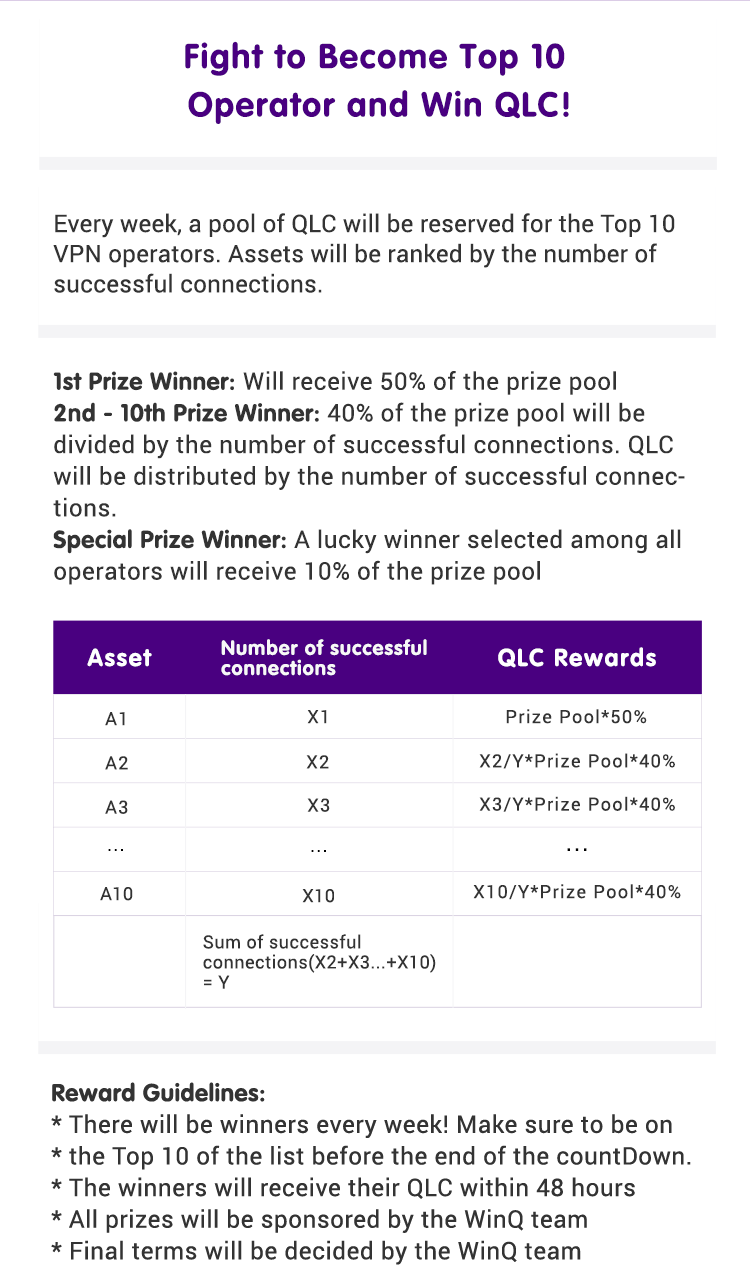 Fight to Become Top 10
Operator and Win QLC!
Every week, a pool of QLC will be reserved for the Top 10
VPN operators. Assets will be ranked by the number of
successful connections.
1st Prize Winner: Will receive 50% of the prize pool
2nd - 10th Prize Winner: 40% of the prize pool will be
divided by the number of successful connections. QLC
will be distributed by the number of successful connec-
tions.
Special Prize Winner: A lucky winner selected among all
operators will receive 10% of the prize pool
Asset Number of successful connections QLC Rewards
A1 X1 Prize Pool*50%
A2 X2 X2/Y*Prize Pool*40%
A3 X3 X3/Y*Prize Pool*40%
... ... ...
A10 X10 X10/Y*Prize Pool*40%
Sum of successful
connections(X2+X3...+X10)
= Y
Reward Guidelines:
* There will be winners every week! Make sure to be on
* the Top 10 of the list before the end of the countDown.
* The winners will receive their QLC within 48 hours
* All prizes will be sponsored by the WinQ team
* Final terms will be decided by the WinQ team